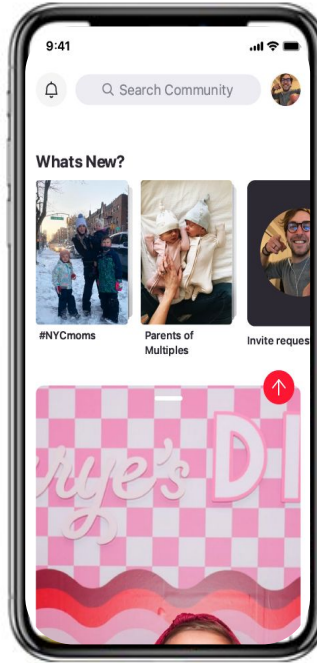 9:41
Search Community
Whats New?
#NYCmoms
Parents of
Multiples
Invite reques